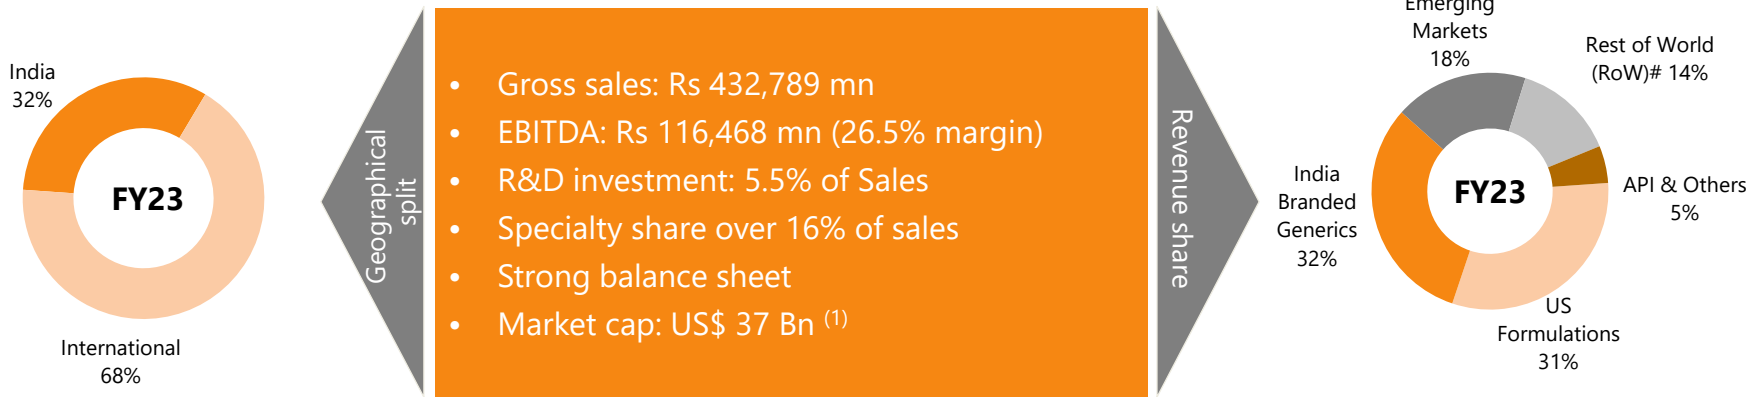 India
32%
FY23
International
68%
Geographical
split
• Gross sales: Rs 432,789 mn
• EBITDA: Rs 116,468 mn (26.5% margin)
• R&D investment: 5.5% of Sales
• Specialty share over 16% of sales
• Strong balance sheet
• Market cap: US$ 37 Bn (1)
Revenue share
Emerging
Markets
18%
Rest of World
(RoW)# 14%
India
Branded
Generics
32%
FY23
API & Others
5%
US
Formulations
31%